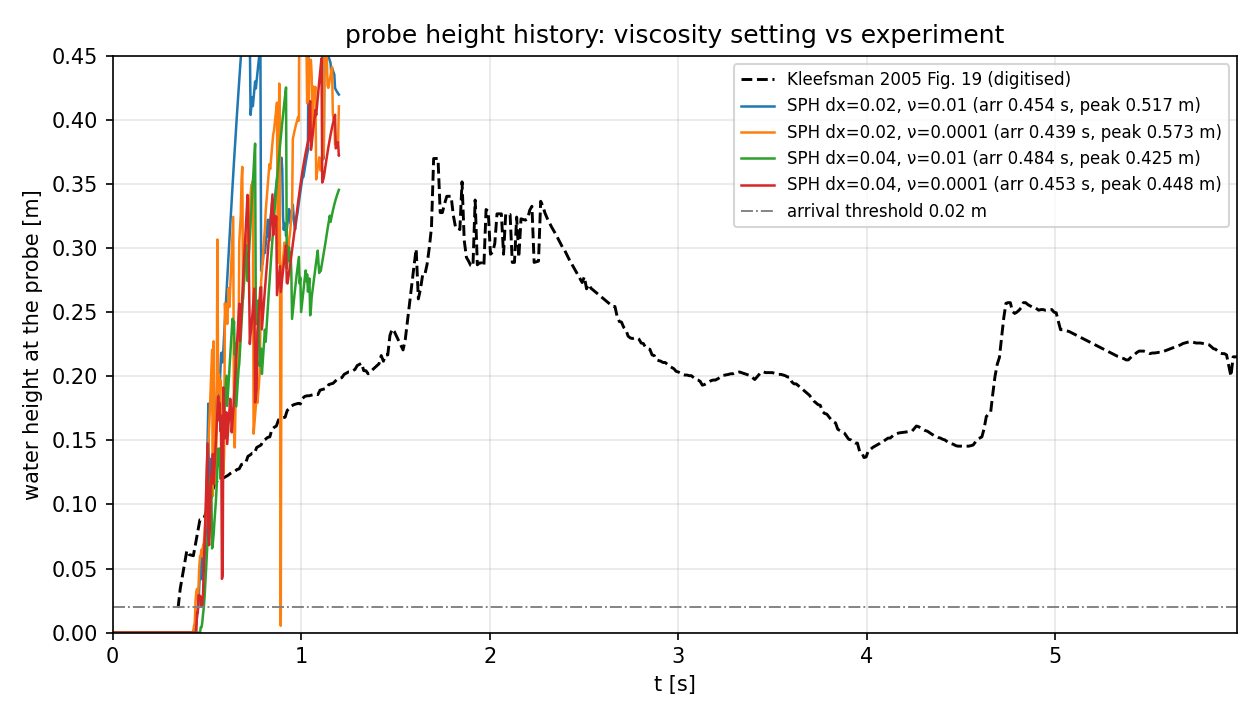 probe height history: viscosity setting vs experiment
water height at the probe [m]
0.45
0.40
0.35
0.30
0.25
0.20
0.15
0.10
0.05
0.00
Kleefsman 2005 Fig. 19 (digitised)
SPH dx=0.02, ν=0.01 (arr 0.454 s, peak 0.517 m)
SPH dx=0.02, ν=0.0001 (arr 0.439 s, peak 0.573 m)
SPH dx=0.04, ν=0.01 (arr 0.484 s, peak 0.425 m)
SPH dx=0.04, ν=0.0001 (arr 0.453 s, peak 0.448 m)
arrival threshold 0.02 m
0 1 2 3 4 5
t [s]